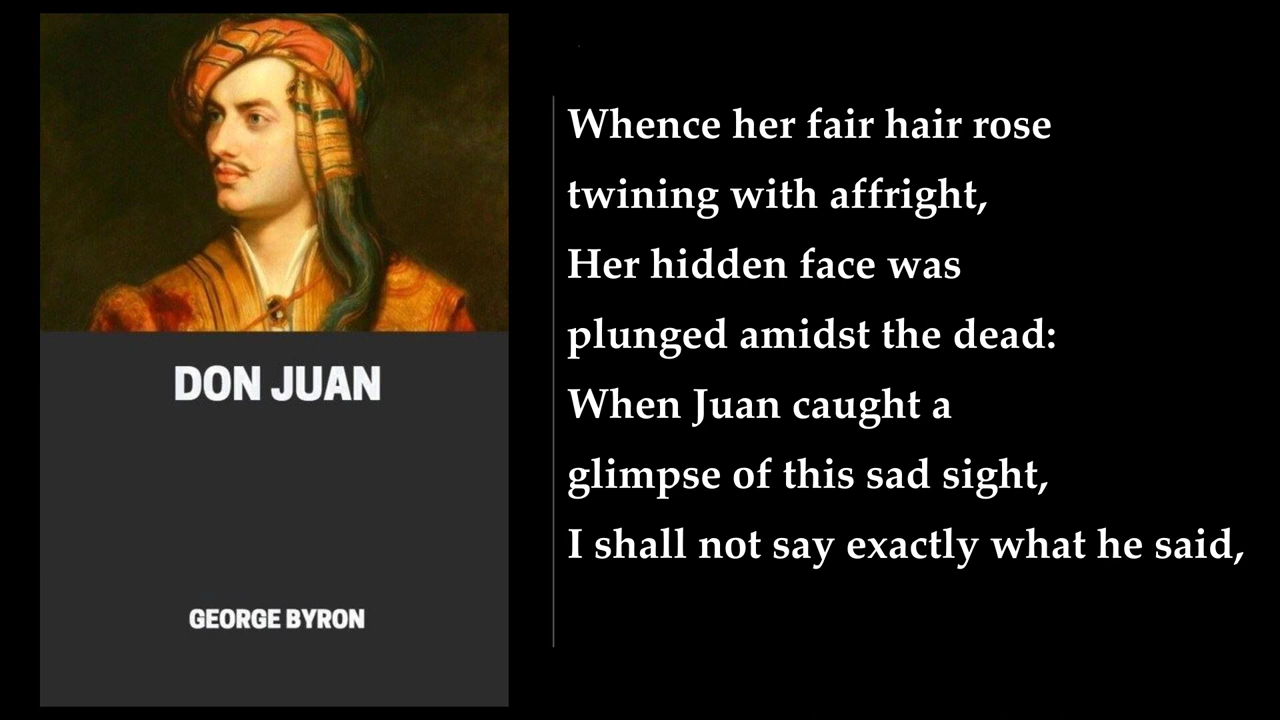 DON JUAN
GEORGE BYRON
Whence her fair hair rose
twining with affright,
Her hidden face was
plunged amidst the dead:
When Juan caught a
glimpse of this sad sight,
I shall not say exactly what he said,